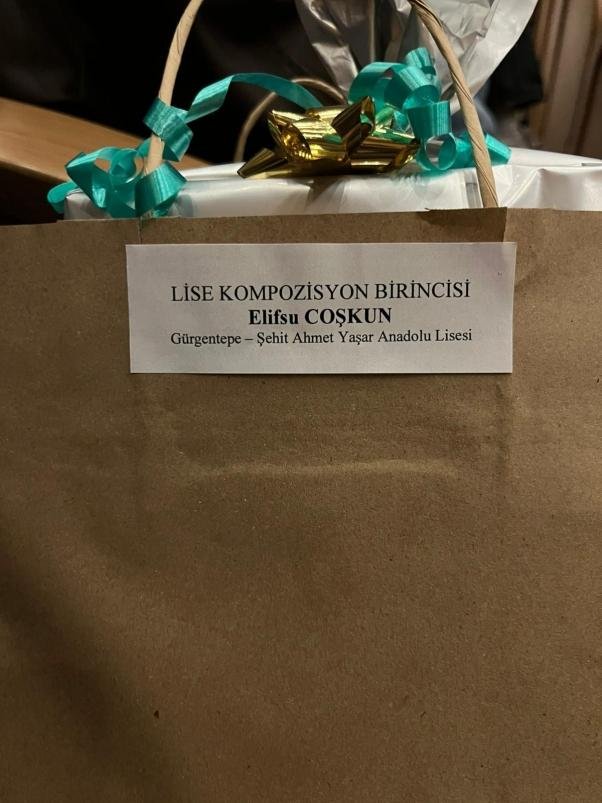 LİSE KOMPOZİSYON BİRİNCİSİ
Elifsu COŞKUN
Gürgentepe – Şehit Ahmet Yaşar Anadolu Lisesi